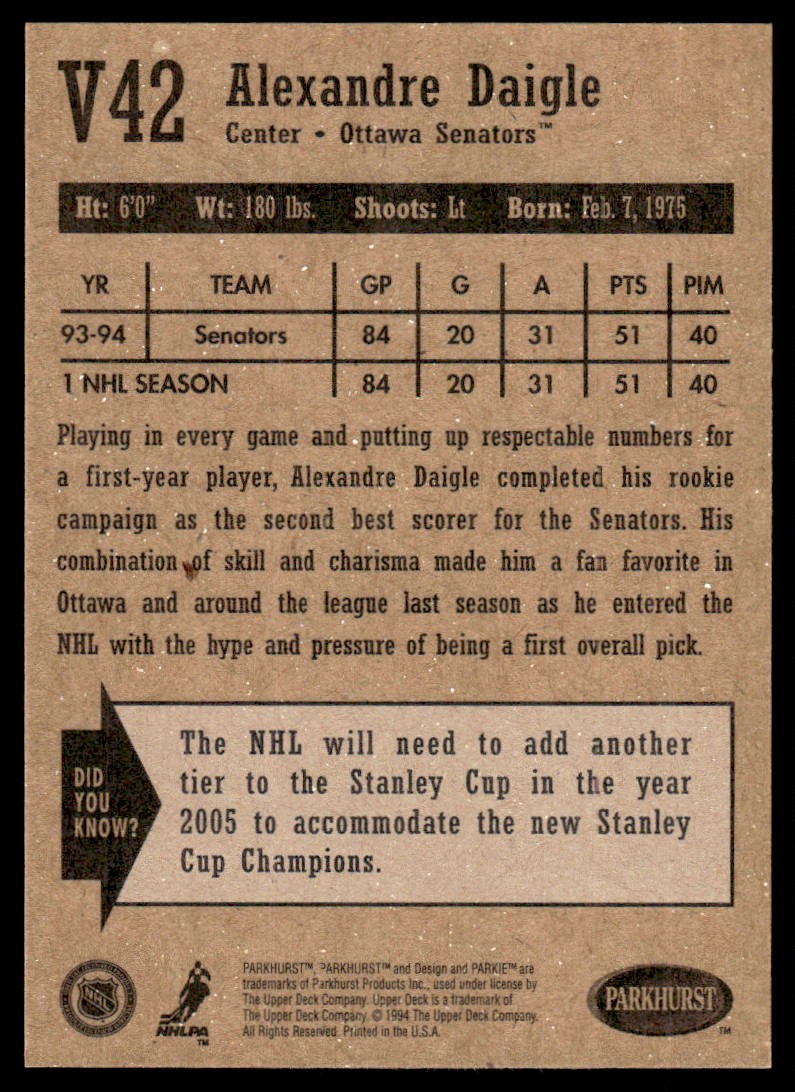 V42
Alexandre Daigle
Center • Ottawa Senators™
Ht: 6'0" Wt: 180 lbs. Shoots: Lt Born: Feb. 7, 1975
YR TEAM GP G A PTS PIM
93-94 Senators 84 20 31 51 40
1 NHL SEASON 84 20 31 51 40
Playing in every game and putting up respectable numbers for
a first-year player, Alexandre Daigle completed his rookie
campaign as the second best scorer for the Senators. His
combination of skill and charisma made him a fan favorite in
Ottawa and around the league last season as he entered the
NHL with the hype and pressure of being a first overall pick.
DID
YOU
KNOW?
The NHL will need to add another
tier to the Stanley Cup in the year
2005 to accommodate the new Stanley
Cup Champions.
NHL
NHLPA
TM
PARKHURST™, PARKHURST™ and Design and PARKIE™ are
trademarks of Parkhurst Products Inc., used under license by
The Upper Deck Company. Upper Deck is a trademark of
The Upper Deck Company. © 1994 The Upper Deck Company.
All Rights Reserved. Printed in the U.S.A.
PARKHURST
TM